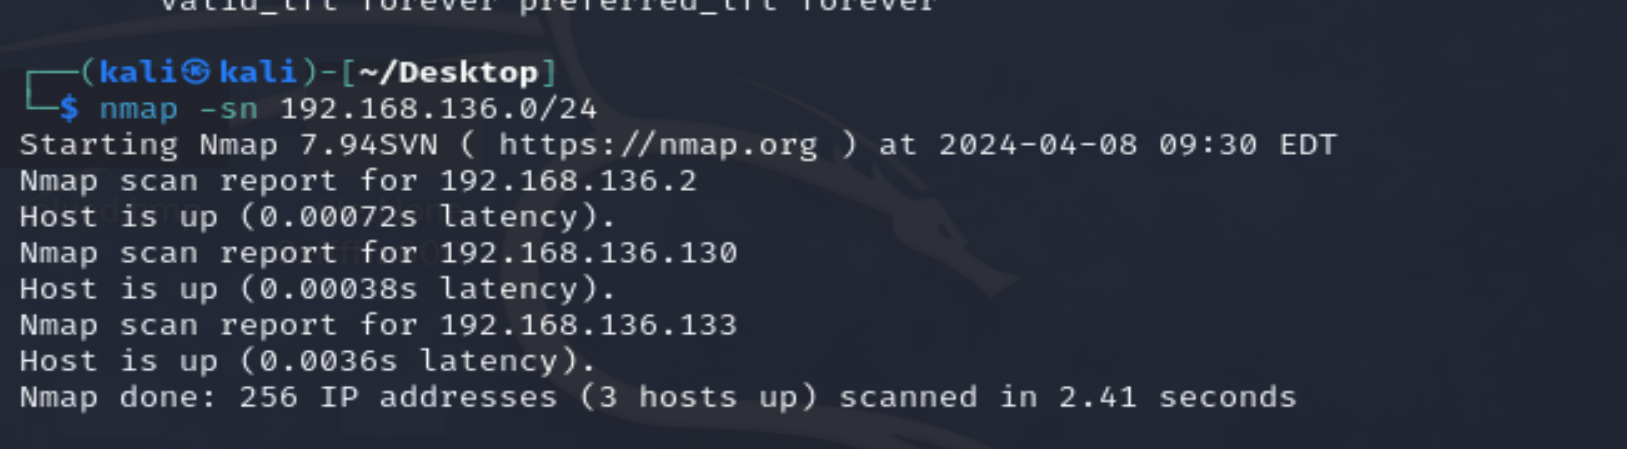 valid_lft forever preferred_lft forever
┌──(kali㉿kali)-[~/Desktop]
└─$ nmap -sn 192.168.136.0/24
Starting Nmap 7.94SVN ( https://nmap.org ) at 2024-04-08 09:30 EDT
Nmap scan report for 192.168.136.2
Host is up (0.00072s latency).
Nmap scan report for 192.168.136.130
Host is up (0.00038s latency).
Nmap scan report for 192.168.136.133
Host is up (0.0036s latency).
Nmap done: 256 IP addresses (3 hosts up) scanned in 2.41 seconds